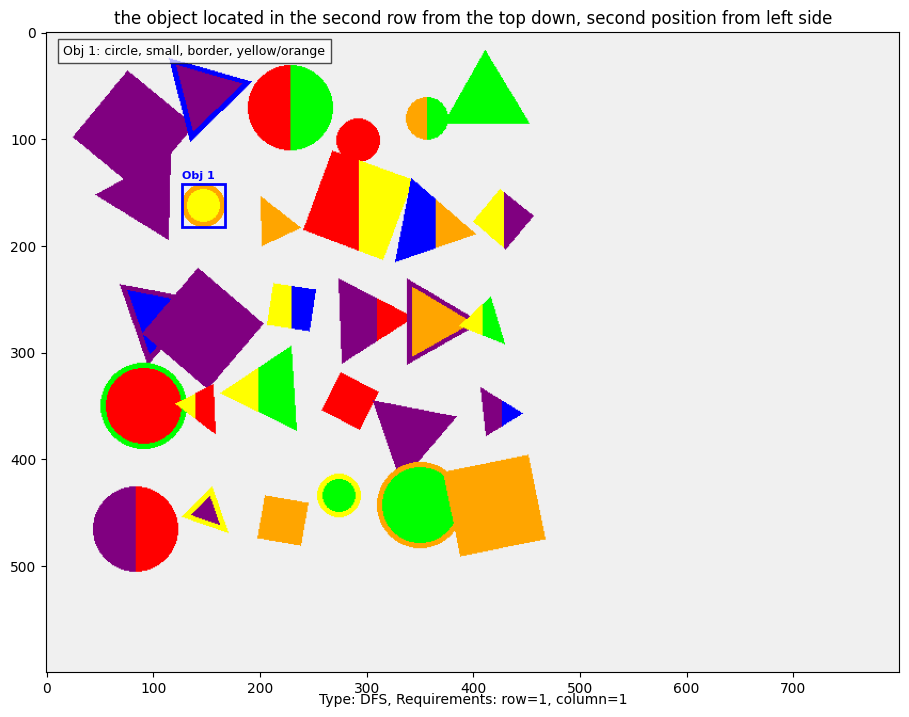 the object located in the second row from the top down, second position from left side
Obj 1: circle, small, border, yellow/orange
Obj 1
0
100
200
300
400
500
0 100 200 300 400 500 600 700
Type: DFS, Requirements: row=1, column=1